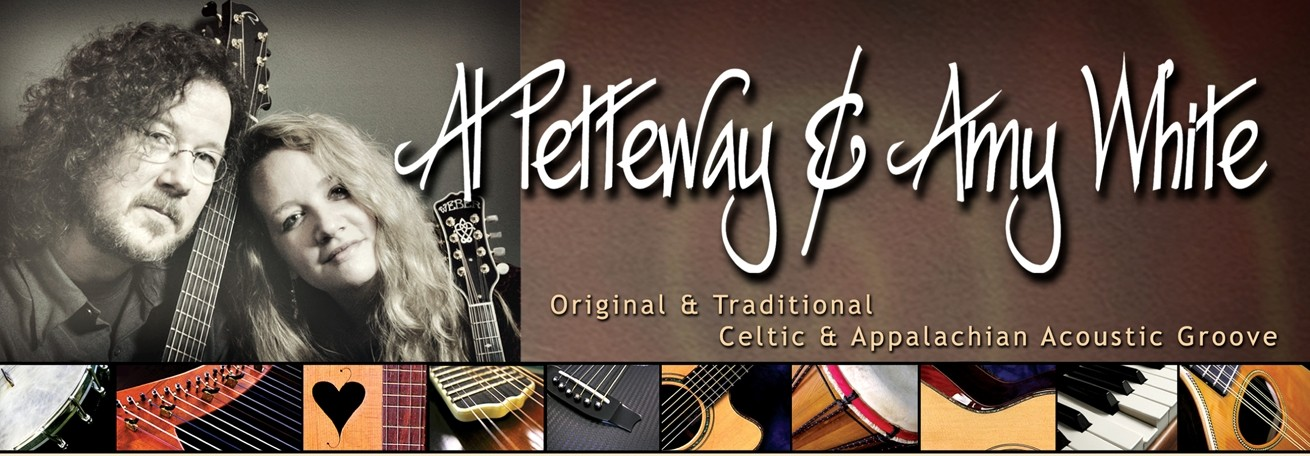 Al Petteway & Amy White
WEBER
Original & Traditional
Celtic & Appalachian Acoustic Groove